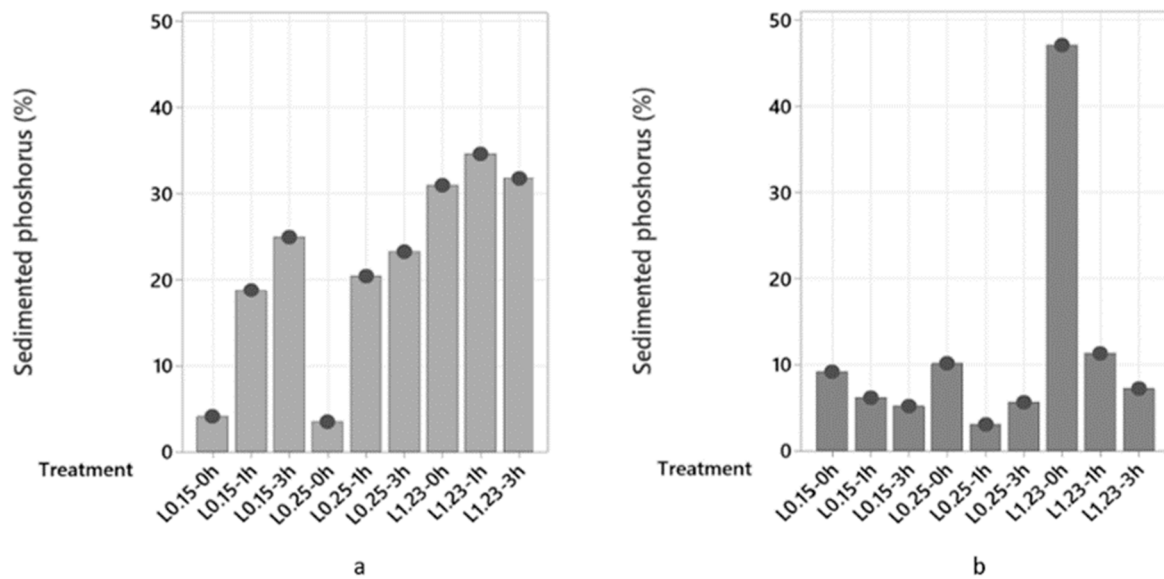 Sedimented phoshorus (%)
50
40
30
20
10
0
Treatment
L0.15-0h
L0.15-1h
L0.15-3h
L0.25-0h
L0.25-1h
L0.25-3h
L1.23-0h
L1.23-1h
L1.23-3h
a
Sedimented phoshorus (%)
50
40
30
20
10
0
Treatment
L0.15-0h
L0.15-1h
L0.15-3h
L0.25-0h
L0.25-1h
L0.25-3h
L1.23-0h
L1.23-1h
L1.23-3h
b